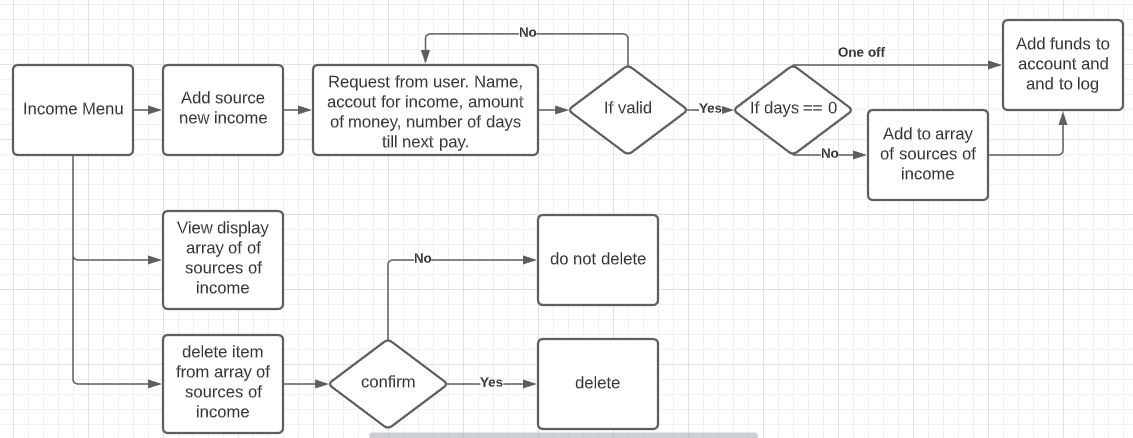 No
One off
Add funds to
account and
and to log
Income Menu
Add source
new income
Request from user. Name,
accout for income, amount
of money, number of days
till next pay.
If valid
Yes
If days == 0
No
Add to array
of sources of
income
View display
array of of
sources of
income
No
do not delete
delete item
from array of
sources of
income
confirm
Yes
delete